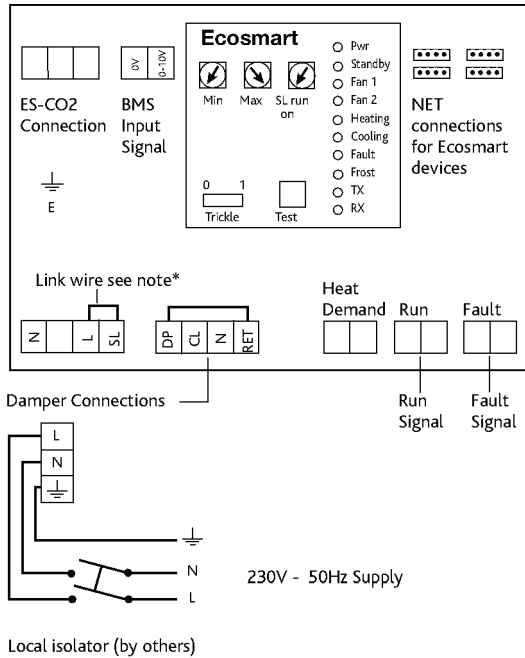 Ecosmart
0V
0-10V
Min
Max
SL run
on
Pwr
Standby
Fan 1
Fan 2
Heating
Cooling
Fault
Frost
TX
RX
ES-CO2
Connection
BMS
Input
Signal
NET
connections
for Ecosmart
devices
E
0 1
Trickle
Test
Link wire see note*
N
L
SL
DP
CL
N
RET
Heat
Demand
Run
Fault
Damper Connections
Run
Signal
Fault
Signal
L
N
N
L
230V - 50Hz Supply
Local isolator (by others)